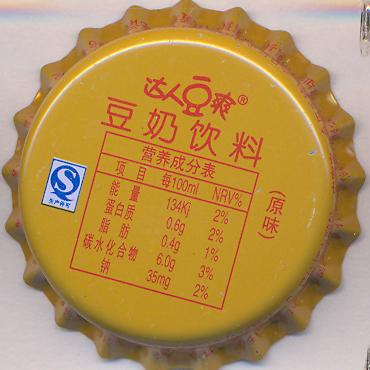 达人豆爽®
豆奶饮料
(原味)
营养成分表
项目 每100ml NRV%
能量 134Kj 2%
蛋白质 0.6g 2%
脂肪 0.4g 1%
碳水化合物 6.0g 3%
钠 35mg 2%
QS
生产许可